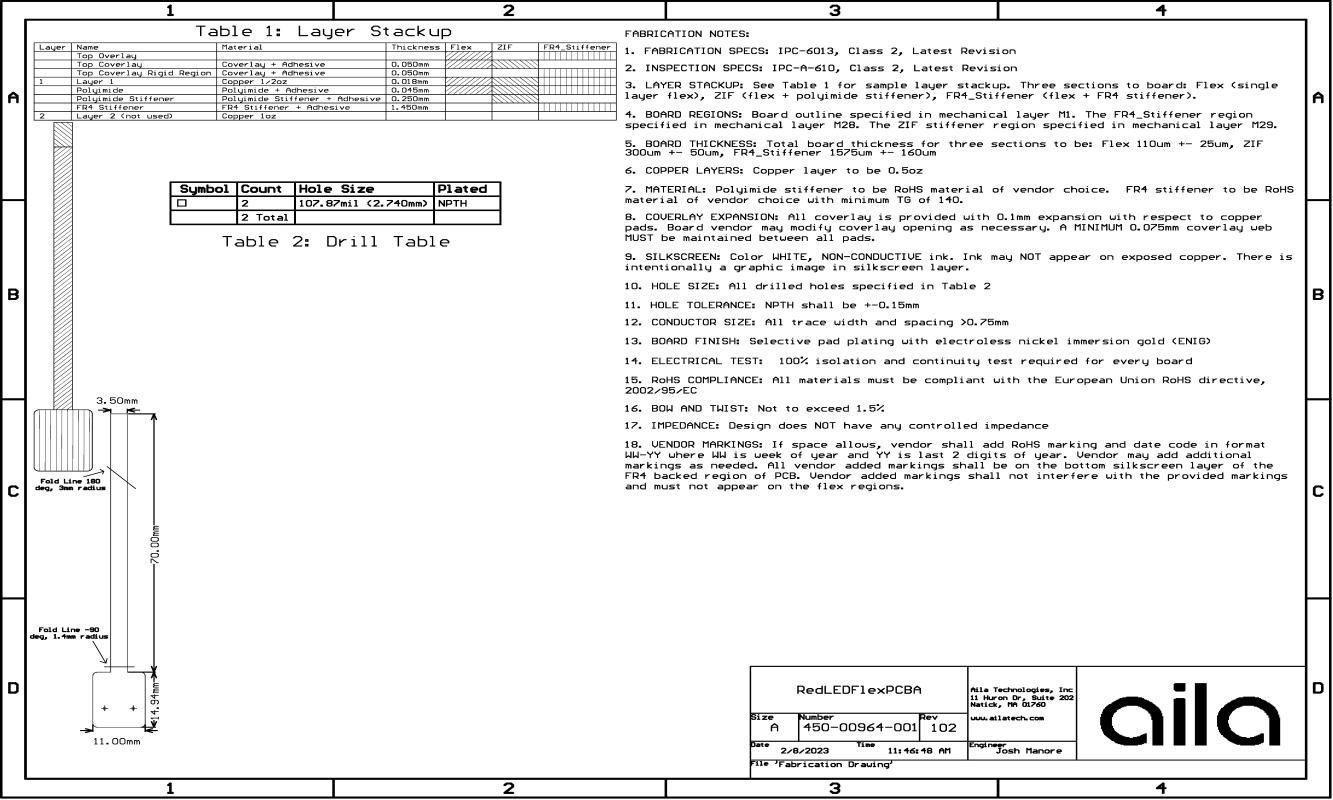 1 2 3 4
Table 1: Layer Stackup
Layer Name Material Thickness Flex ZIF FR4_Stiffener
Top Overlay
Top Coverlay Coverlay + Adhesive 0.050mm
Top Coverlay Rigid Region Coverlay + Adhesive 0.050mm
1 Layer 1 Copper 1/2oz 0.018mm
Polyimide Polyimide + Adhesive 0.045mm
Polyimide Stiffener Polyimide Stiffener + Adhesive 0.250mm
FR4 Stiffener FR4 Stiffener + Adhesive 1.450mm
2 Layer 2 (not used) Copper 1oz
Symbol Count Hole Size Plated
2 107.87mil (2.740mm) NPTH
2 Total
Table 2: Drill Table
FABRICATION NOTES:
1. FABRICATION SPECS: IPC-6013, Class 2, Latest Revision
2. INSPECTION SPECS: IPC-A-610, Class 2, Latest Revision
3. LAYER STACKUP: See Table 1 for sample layer stackup. Three sections to board: Flex (single
layer flex), ZIF (flex + polyimide stiffener), FR4_Stiffener (flex + FR4 stiffener).
4. BOARD REGIONS: Board outline specified in mechanical layer M1. The FR4_Stiffener region
specified in mechanical layer M28. The ZIF stiffener region specified in mechanical layer M29.
5. BOARD THICKNESS: Total board thickness for three sections to be: Flex 110um +- 25um, ZIF
300um +- 50um, FR4_Stiffener 1575um +- 160um
6. COPPER LAYERS: Copper layer to be 0.5oz
7. MATERIAL: Polyimide stiffener to be RoHS material of vendor choice. FR4 stiffener to be RoHS
material of vendor choice with minimum TG of 140.
8. COVERLAY EXPANSION: All coverlay is provided with 0.1mm expansion with respect to copper
pads. Board vendor may modify coverlay opening as necessary. A MINIMUM 0.075mm coverlay web
MUST be maintained between all pads.
9. SILKSCREEN: Color WHITE, NON-CONDUCTIVE ink. Ink may NOT appear on exposed copper. There is
intentionally a graphic image in silkscreen layer.
10. HOLE SIZE: All drilled holes specified in Table 2
11. HOLE TOLERANCE: NPTH shall be +-0.15mm
12. CONDUCTOR SIZE: All trace width and spacing >0.75mm
13. BOARD FINISH: Selective pad plating with electroless nickel immersion gold (ENIG)
14. ELECTRICAL TEST: 100% isolation and continuity test required for every board
15. RoHS COMPLIANCE: All materials must be compliant with the European Union RoHS directive,
2002/95/EC
16. BOW AND TWIST: Not to exceed 1.5%
17. IMPEDANCE: Design does NOT have any controlled impedance
18. VENDOR MARKINGS: If space allows, vendor shall add RoHS marking and date code in format
WW-YY where WW is week of year and YY is last 2 digits of year. Vendor may add additional
markings as needed. All vendor added markings shall be on the bottom silkscreen layer of the
FR4 backed region of PCB. Vendor added markings shall not interfere with the provided markings
and must not appear on the flex regions.
A A
B B
C C
D D
3.50mm
Fold Line 180
deg, 3mm radius
70.00mm
Fold Line -90
deg, 1.4mm radius
14.94mm
11.00mm
RedLEDFlexPCBA
Size A
Number 450-00964-001
Rev 102
Date 2/8/2023
Time 11:46:48 AM
File 'Fabrication Drawing'
Aila Technologies, Inc
11 Huron Dr, Suite 202
Natick, MA 01760
www.ailatech.com
Engineer Josh Manore
aila
1 2 3 4